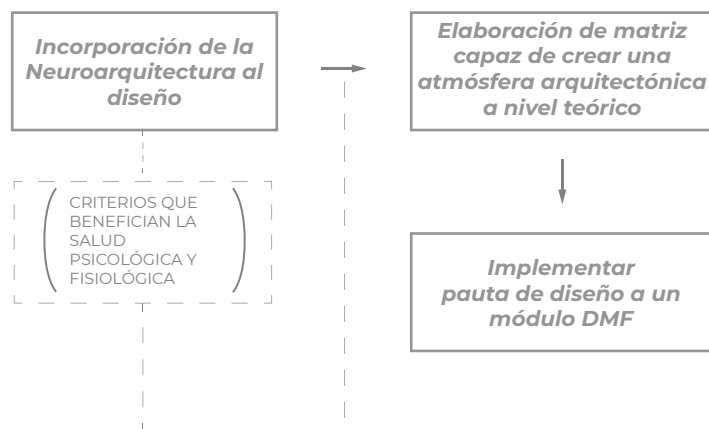 Incorporación de la
Neuroarquitectura al
diseño
Elaboración de matriz
capaz de crear una
atmósfera arquitectónica
a nivel teórico
CRITERIOS QUE
BENEFICIAN LA
SALUD
PSICOLÓGICA Y
FISIOLÓGICA
Implementar
pauta de diseño a un
módulo DMF